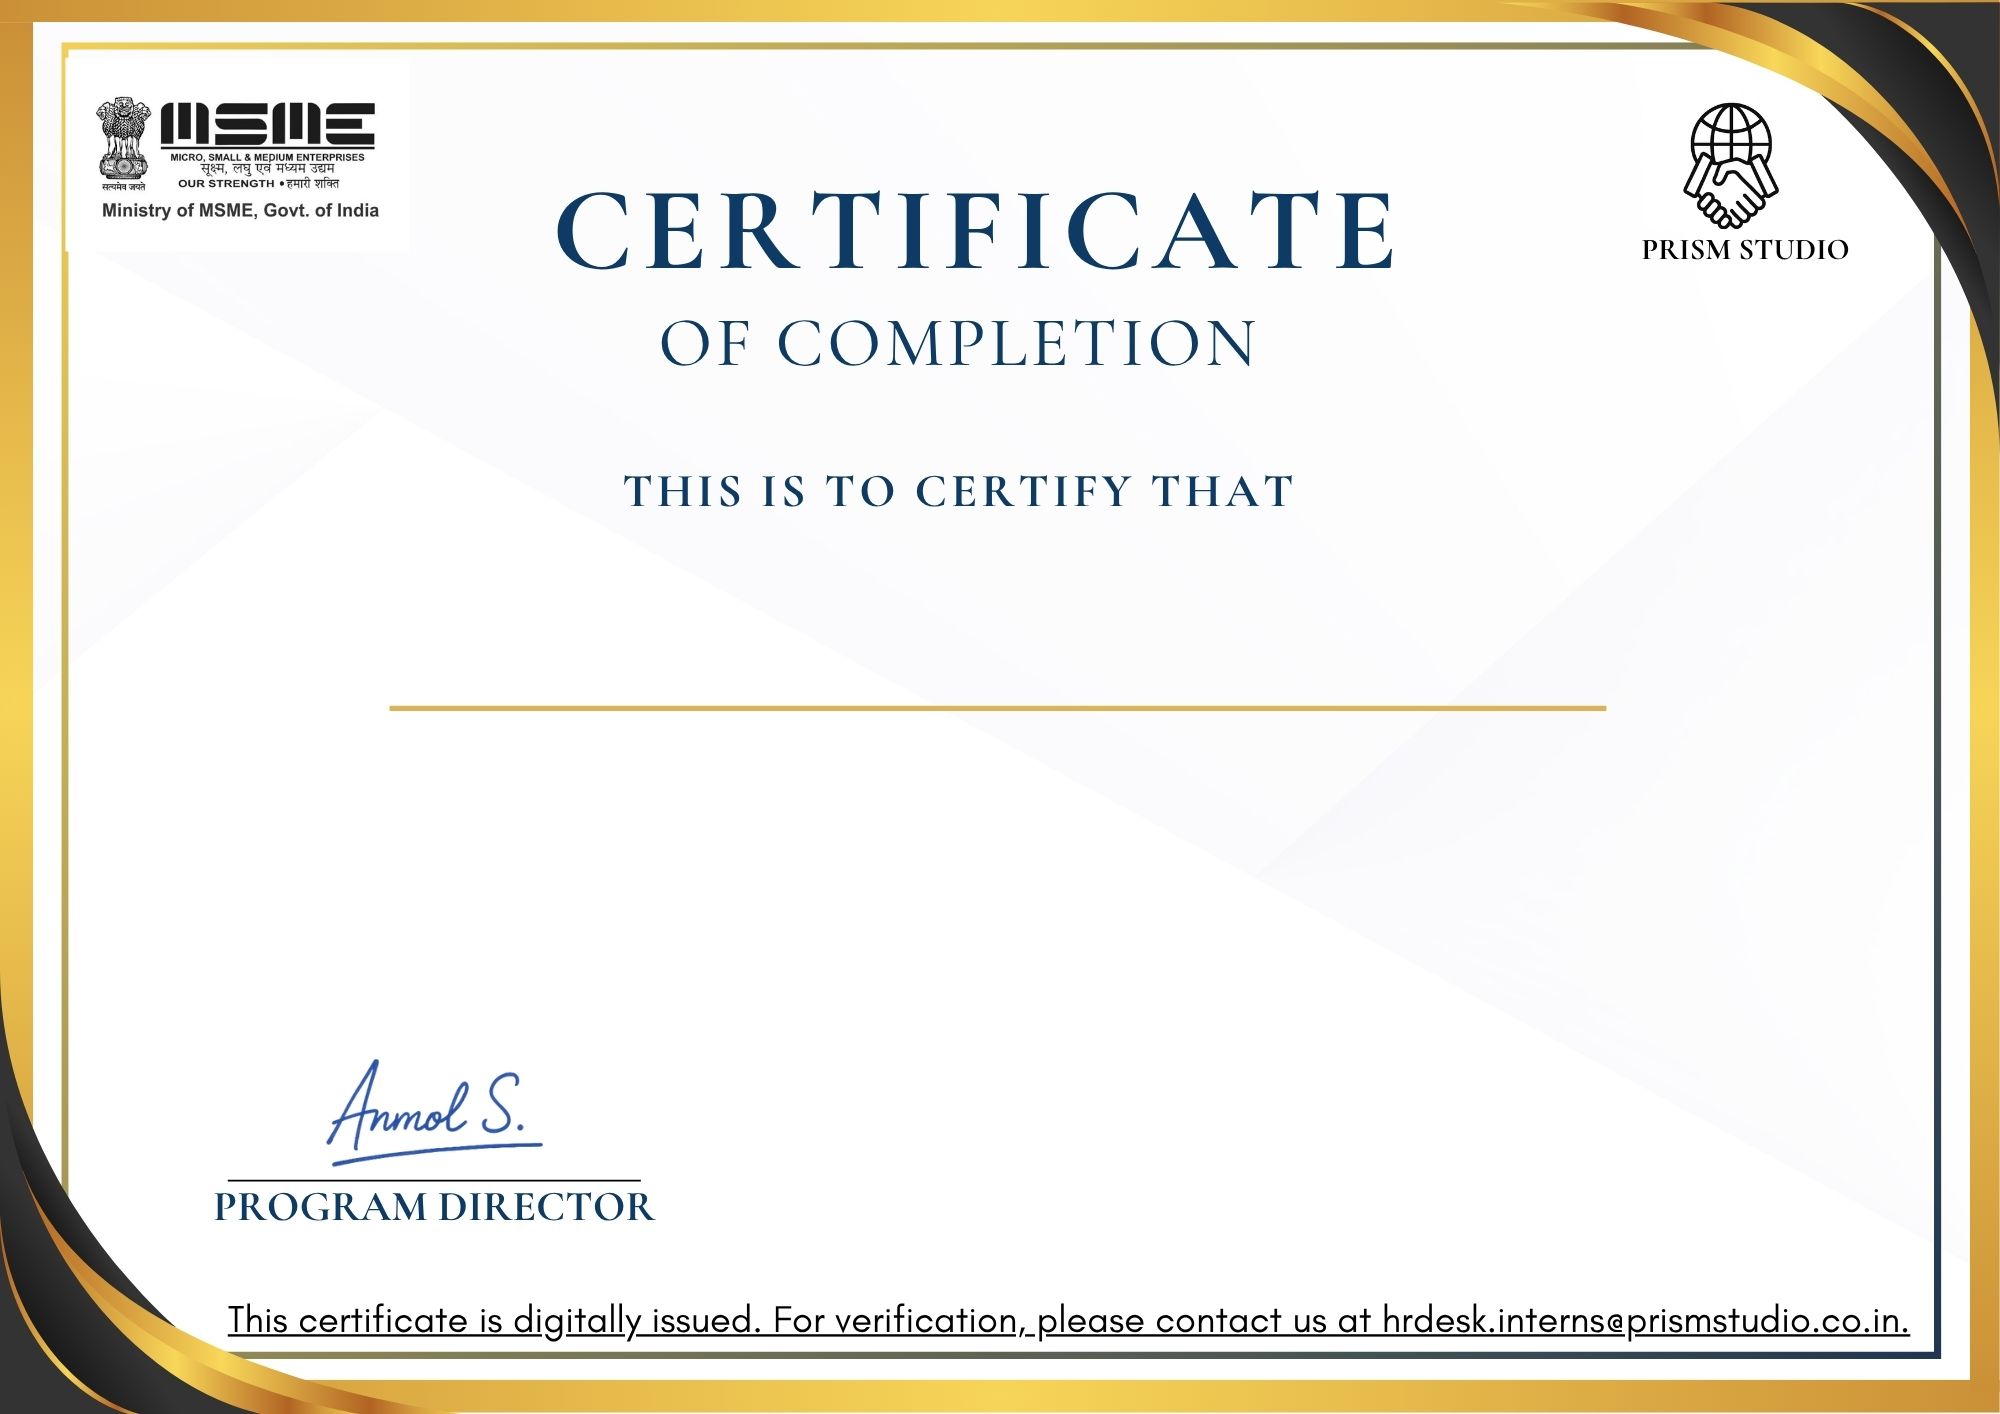 MSME
MICRO, SMALL & MEDIUM ENTERPRISES
सूक्ष्म, लघु एवं मध्यम उद्यम
OUR STRENGTH • हमारी शक्ति
सत्यमेव जयते
Ministry of MSME, Govt. of India
PRISM STUDIO
CERTIFICATE
OF COMPLETION
THIS IS TO CERTIFY THAT
Anmol S.
PROGRAM DIRECTOR
This certificate is digitally issued. For verification, please contact us at hrdesk.interns@prismstudio.co.in.